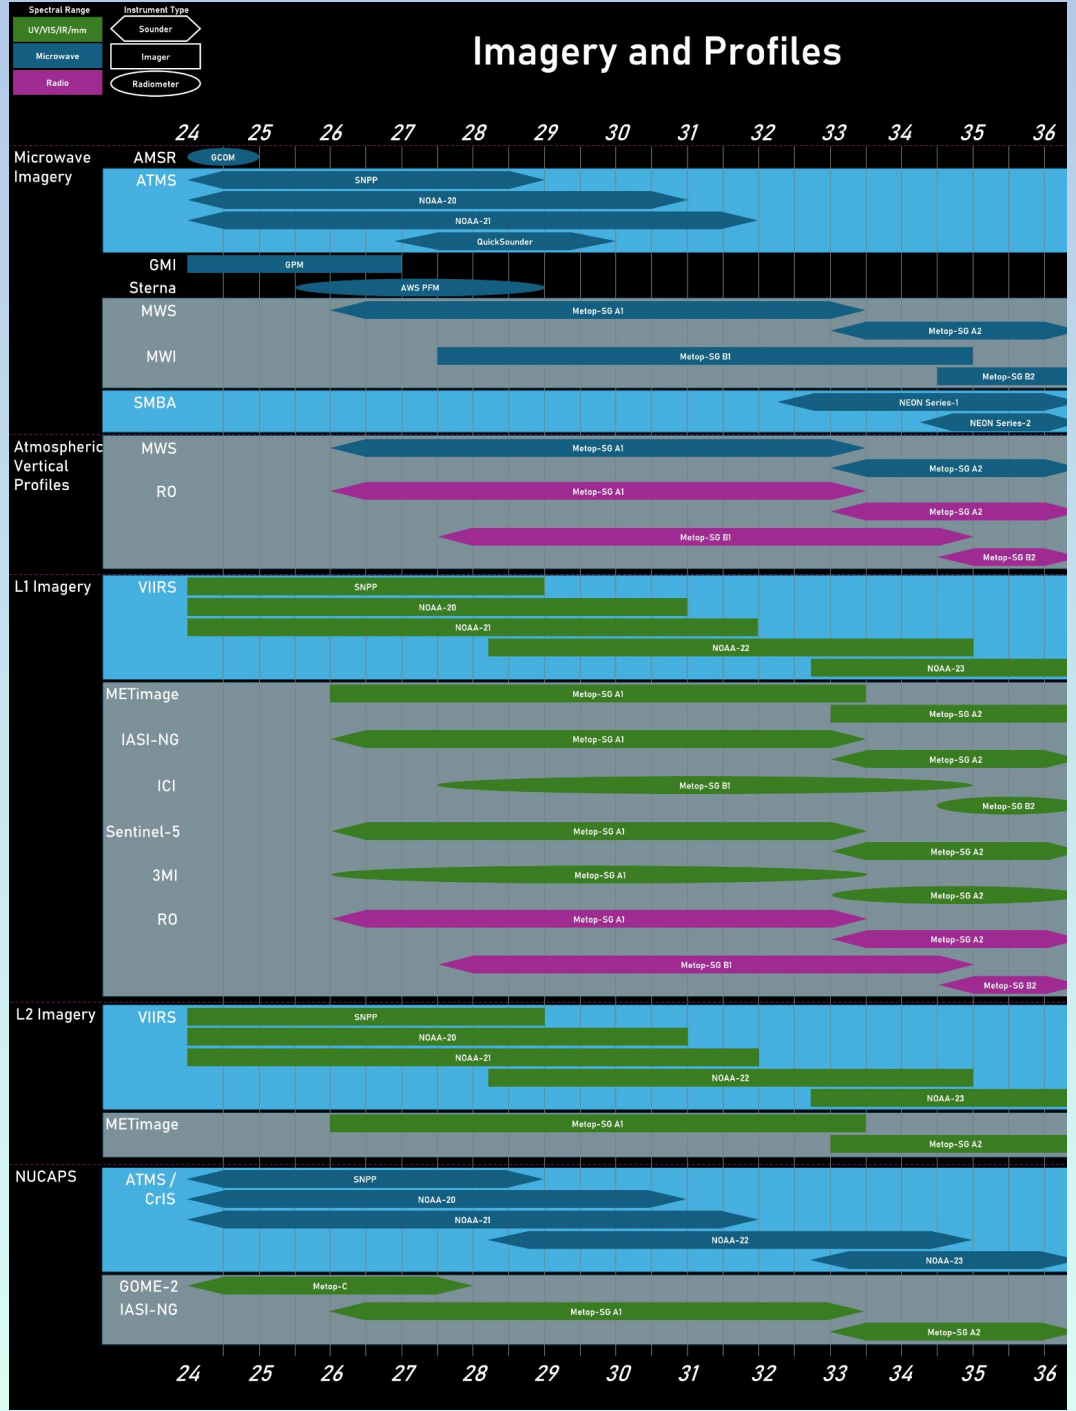 Spectral Range Instrument Type
UV/VIS/IR/mm Sounder
Microwave Imager
Radio Radiometer
Imagery and Profiles
24 25 26 27 28 29 30 31 32 33 34 35 36
Microwave
Imagery
AMSR
GCOM
ATMS
SNPP
NOAA-20
NOAA-21
QuickSounder
GMI
GPM
Sterna
AWS PFM
MWS
Metop-SG A1
Metop-SG A2
MWI
Metop-SG B1
Metop-SG B2
SMBA
NEON Series-1
NEON Series-2
Atmospheric
Vertical
Profiles
MWS
Metop-SG A1
Metop-SG A2
RO
Metop-SG A1
Metop-SG A2
Metop-SG B1
Metop-SG B2
L1 Imagery
VIIRS
SNPP
NOAA-20
NOAA-21
NOAA-22
NOAA-23
METimage
Metop-SG A1
Metop-SG A2
IASI-NG
Metop-SG A1
Metop-SG A2
ICI
Metop-SG B1
Metop-SG B2
Sentinel-5
Metop-SG A1
Metop-SG A2
3MI
Metop-SG A1
Metop-SG A2
RO
Metop-SG A1
Metop-SG A2
Metop-SG B1
Metop-SG B2
L2 Imagery
VIIRS
SNPP
NOAA-20
NOAA-21
NOAA-22
NOAA-23
METimage
Metop-SG A1
Metop-SG A2
NUCAPS
ATMS /
CrIS
SNPP
NOAA-20
NOAA-21
NOAA-22
NOAA-23
GOME-2
Metop-C
IASI-NG
Metop-SG A1
Metop-SG A2
24 25 26 27 28 29 30 31 32 33 34 35 36